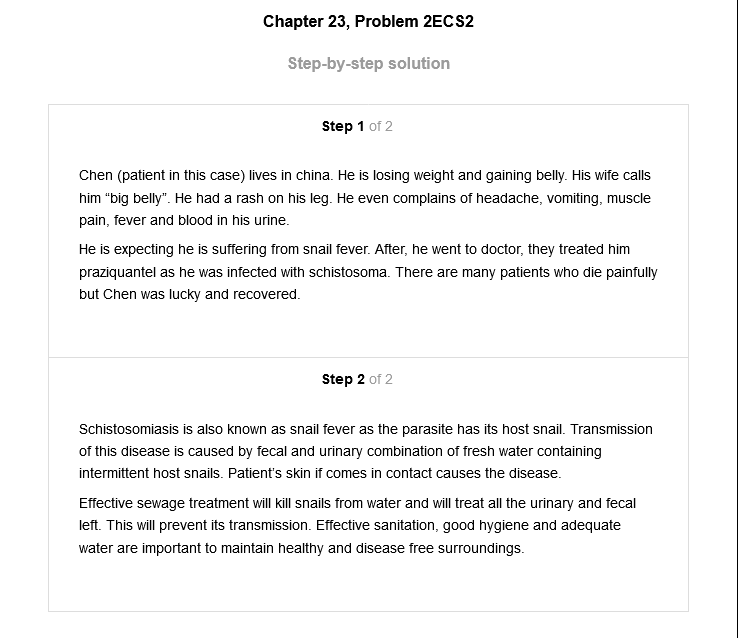 Chapter 23, Problem 2ECS2
Step-by-step solution
Step 1 of 2
Chen (patient in this case) lives in china. He is losing weight and gaining belly. His wife calls
him “big belly”. He had a rash on his leg. He even complains of headache, vomiting, muscle
pain, fever and blood in his urine.
He is expecting he is suffering from snail fever. After, he went to doctor, they treated him
praziquantel as he was infected with schistosoma. There are many patients who die painfully
but Chen was lucky and recovered.
Step 2 of 2
Schistosomiasis is also known as snail fever as the parasite has its host snail. Transmission
of this disease is caused by fecal and urinary combination of fresh water containing
intermittent host snails. Patient’s skin if comes in contact causes the disease.
Effective sewage treatment will kill snails from water and will treat all the urinary and fecal
left. This will prevent its transmission. Effective sanitation, good hygiene and adequate
water are important to maintain healthy and disease free surroundings.